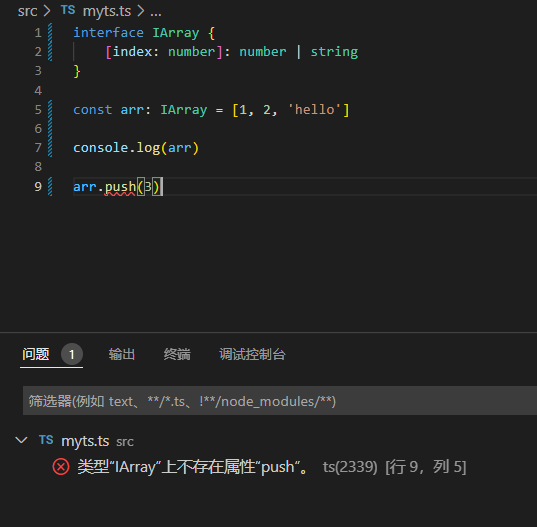 src > TS myts.ts > ...
1 interface IArray {
2 [index: number]: number | string
3 }
4
5 const arr: IArray = [1, 2, 'hello']
6
7 console.log(arr)
8
9 arr.push(3)
问题 1 输出 终端 调试控制台
筛选器(例如 text、**/*.ts、!**/node_modules/**)
TS myts.ts src
类型"IArray"上不存在属性"push"。 ts(2339) [行 9，列 5]